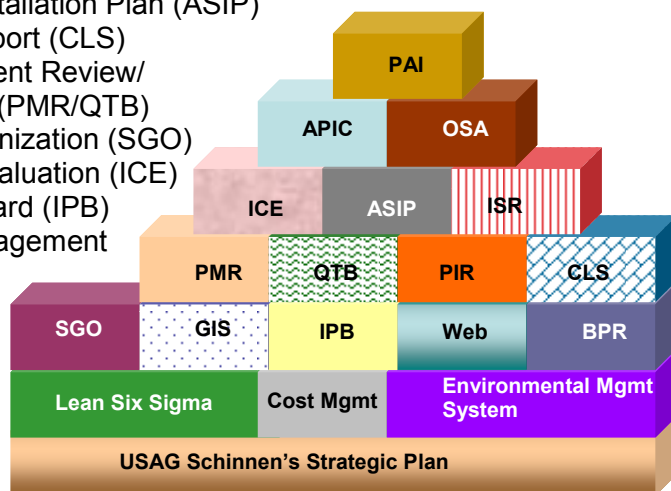 tallation Plan (ASIP)
port (CLS)
ent Review/
(PMR/QTB)
nization (SGO)
valuation (ICE)
ard (IPB)
agement
PAI
APIC OSA
ICE ASIP ISR
PMR QTB PIR CLS
SGO GIS IPB Web BPR
Lean Six Sigma Cost Mgmt Environmental Mgmt
System
USAG Schinnen's Strategic Plan